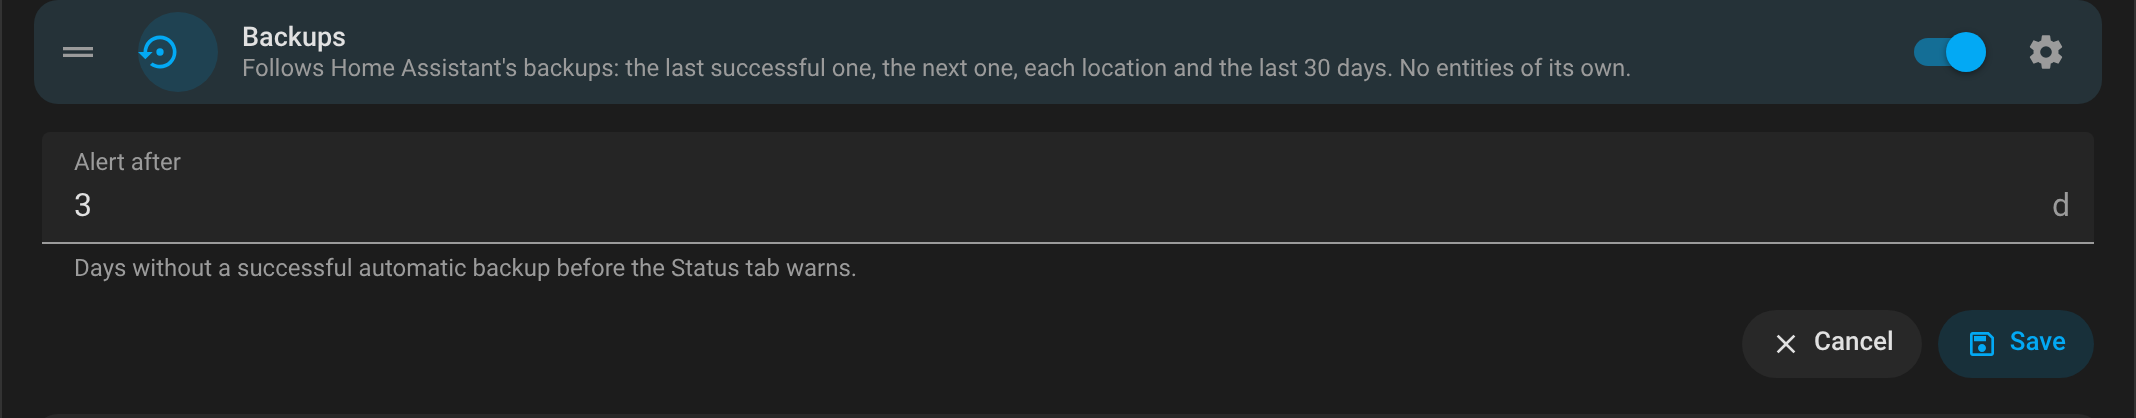 Backups
Follows Home Assistant's backups: the last successful one, the next one, each location and the last 30 days. No entities of its own.
Alert after
3 d
Days without a successful automatic backup before the Status tab warns.
Cancel Save